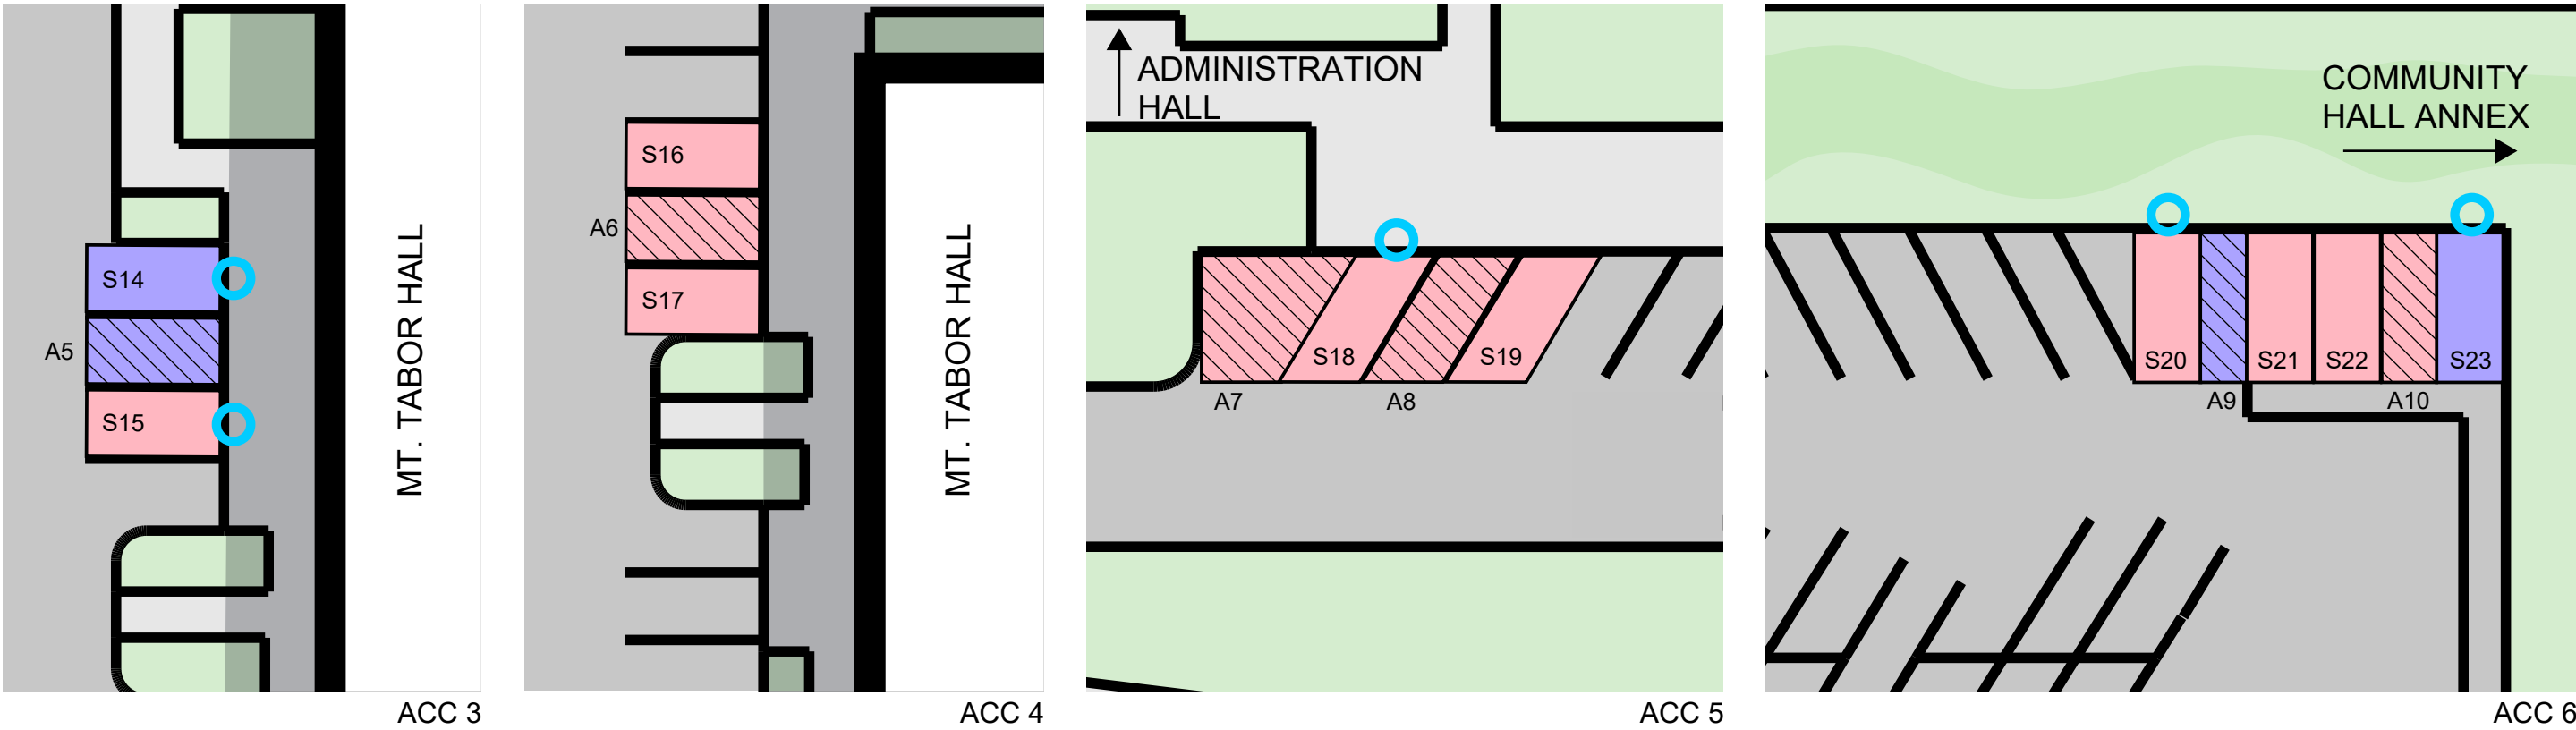 S14
A5
S15
MT. TABOR HALL
ACC 3
S16
A6
S17
MT. TABOR HALL
ACC 4
ADMINISTRATION
HALL
S18
S19
A7
A8
ACC 5
COMMUNITY
HALL ANNEX
S20
S21
S22
S23
A9
A10
ACC 6